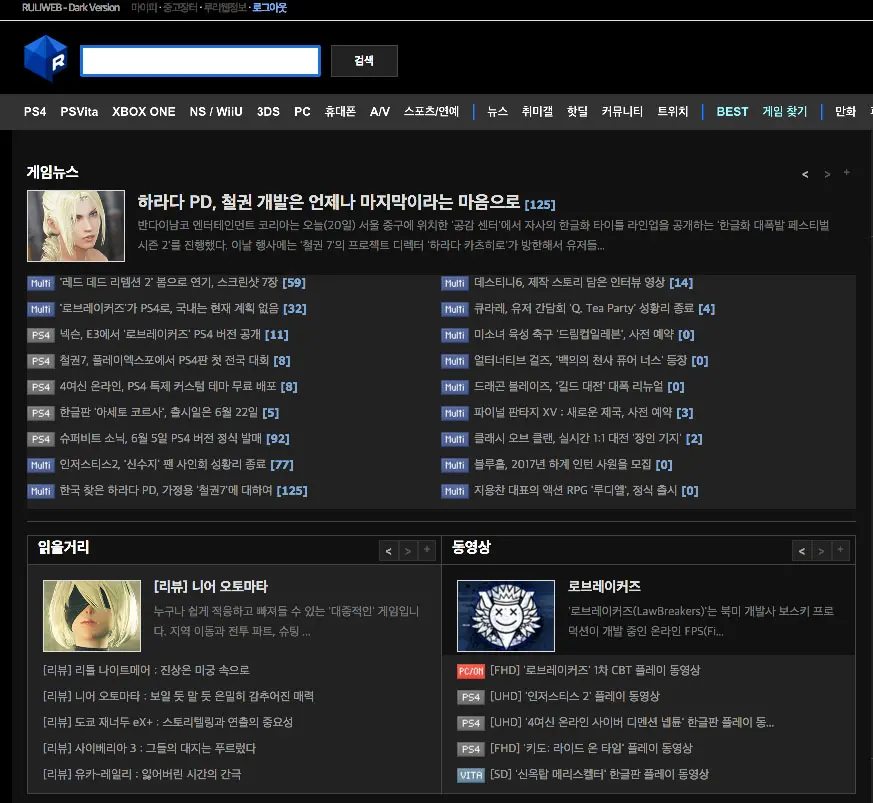 RULIWEB - Dark Version 마이피 · 중고장터 · 루리웹정보 · 로그아웃
R
검색
PS4 PSVita XBOX ONE NS / WiiU 3DS PC 휴대폰 A/V 스포츠/연예 | 뉴스 취미갤 핫딜 커뮤니티 트위치 | BEST 게임 찾기 | 만화
게임뉴스 < > +
하라다 PD, 철권 개발은 언제나 마지막이라는 마음으로 [125]
반다이남코 엔터테인먼트 코리아는 오늘(20일) 서울 중구에 위치한 '공감 센터'에서 자사의 한글화 타이틀 라인업을 공개하는 '한글화 대폭발 페스티벌
시즌 2'를 진행했다. 이날 행사에는 '철권 7'의 프로젝트 디렉터 '하라다 카츠히로'가 방한해서 유저들...
Multi '레드 데드 리뎀션 2' 봄으로 연기, 스크린샷 7장 [59]
Multi '로브레이커즈'가 PS4로, 국내는 현재 계획 없음 [32]
PS4 넥슨, E3에서 '로브레이커즈' PS4 버전 공개 [11]
PS4 철권7, 플레이엑스포에서 PS4판 첫 전국 대회 [8]
PS4 4여신 온라인, PS4 특제 커스텀 테마 무료 배포 [8]
PS4 한글판 '아세토 코르사', 출시일은 6월 22일 [5]
PS4 슈퍼비트 소닉, 6월 5일 PS4 버전 정식 발매 [92]
Multi 인저스티스2, '신수지' 팬 사인회 성황리 종료 [77]
Multi 한국 찾은 하라다 PD, 가정용 '철권7'에 대하여 [125]
Multi 데스티니6, 제작 스토리 담은 인터뷰 영상 [14]
Multi 큐라레, 유저 간담회 'Q. Tea Party' 성황리 종료 [4]
Multi 미소녀 육성 축구 '드림컵일레븐', 사전 예약 [0]
Multi 얼터너티브 걸즈, '백의의 천사 퓨어 너스' 등장 [0]
Multi 드래곤 블레이즈, '길드 대전' 대폭 리뉴얼 [0]
Multi 파이널 판타지 XV : 새로운 제국, 사전 예약 [3]
Multi 클래시 오브 클랜, 실시간 1:1 대전 '장인 기지' [2]
Multi 블루홀, 2017년 하계 인턴 사원을 모집 [0]
Multi 지용찬 대표의 액션 RPG '루디엘', 정식 출시 [0]
읽을거리 < > +
[리뷰] 니어 오토마타
누구나 쉽게 적응하고 빠져들 수 있는 '대중적인' 게임입니
다. 지역 이동과 전투 파트, 슈팅 ...
[리뷰] 리틀 나이트메어 : 진상은 미궁 속으로
[리뷰] 니어 오토마타 : 보일 듯 말 듯 은밀히 감추어진 매력
[리뷰] 도쿄 재너두 eX+ : 스토리텔링과 연출의 중요성
[리뷰] 사이베리아 3 : 그들의 대지는 푸르렀다
[리뷰] 유카-레일리 : 잃어버린 시간의 간극
동영상 < > +
로브레이커즈
'로브레이커즈(LawBreakers)'는 북미 개발사 보스키 프로
덕션이 개발 중인 온라인 FPS(Fi...
PC/ON [FHD] '로브레이커즈' 1차 CBT 플레이 동영상
PS4 [UHD] '인저스티스 2' 플레이 동영상
PS4 [UHD] '4여신 온라인 사이버 디멘션 넵튠' 한글판 플레이 동...
PS4 [FHD] '키도: 라이드 온 타임' 플레이 동영상
VITA [SD] '신옥탑 메리스켈터' 한글판 플레이 동영상